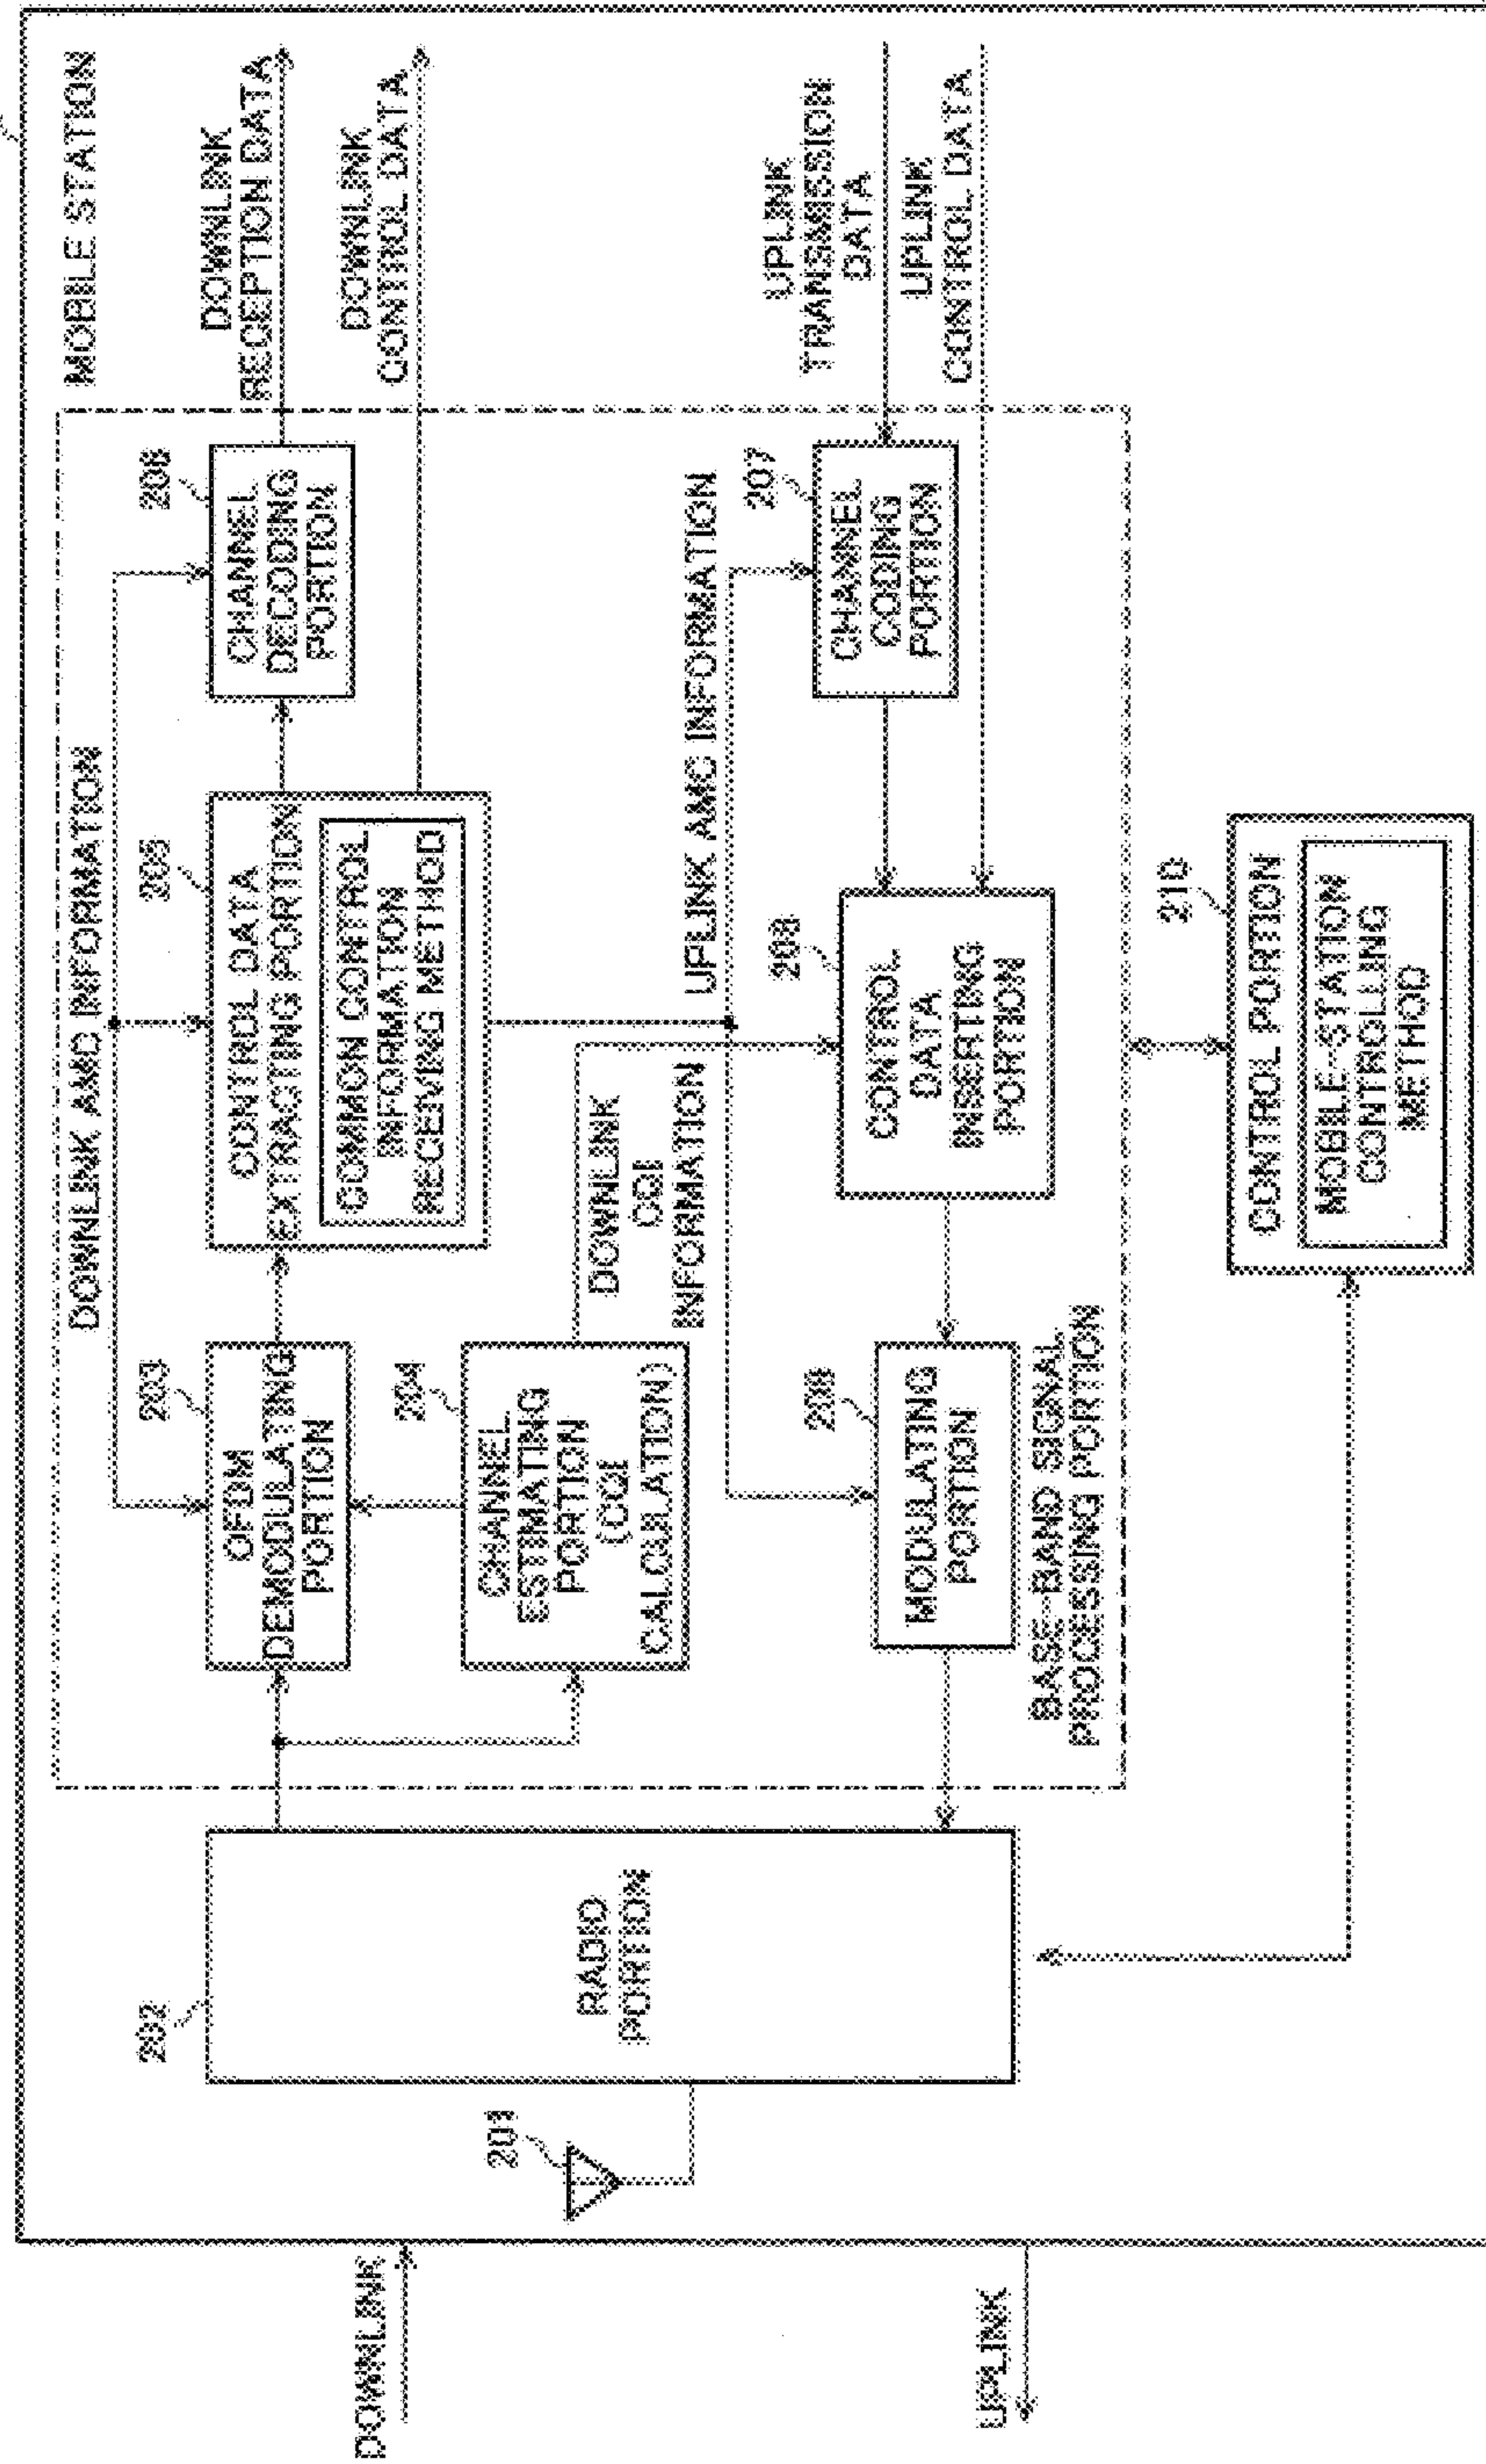 MOBILE STATION
DOWNLINK
UPLINK
201
202
RADIO
PORTION
DOWNLINK AMC INFORMATION
203
OFDM
DEMODULATING
PORTION
204
CHANNEL
ESTIMATING
PORTION
(CQI
CALCULATION)
205
CONTROL DATA
EXTRACTING PORTION
COMMON CONTROL
INFORMATION
RECEIVING METHOD
206
CHANNEL
DECODING
PORTION
DOWNLINK
RECEPTION DATA
DOWNLINK
CONTROL DATA
DOWNLINK
CQI
INFORMATION
UPLINK AMC INFORMATION
207
CHANNEL
CODING
PORTION
UPLINK
TRANSMISSION
DATA
UPLINK
CONTROL DATA
CONTROL
DATA
INSERTING
PORTION
MODULATING
PORTION
BASE-BAND SIGNAL
PROCESSING PORTION
210
CONTROL PORTION
MOBILE-STATION
CONTROLLING
METHOD